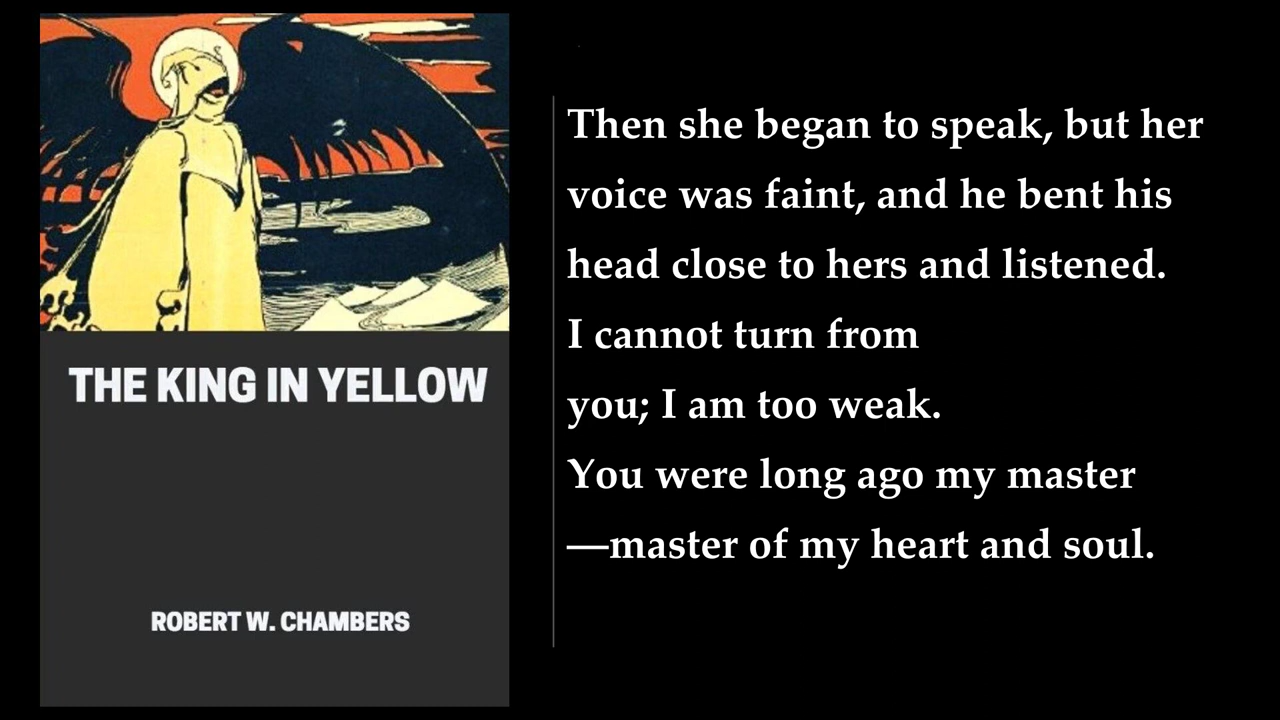 THE KING IN YELLOW
ROBERT W. CHAMBERS
Then she began to speak, but her
voice was faint, and he bent his
head close to hers and listened.
I cannot turn from
you; I am too weak.
You were long ago my master
—master of my heart and soul.